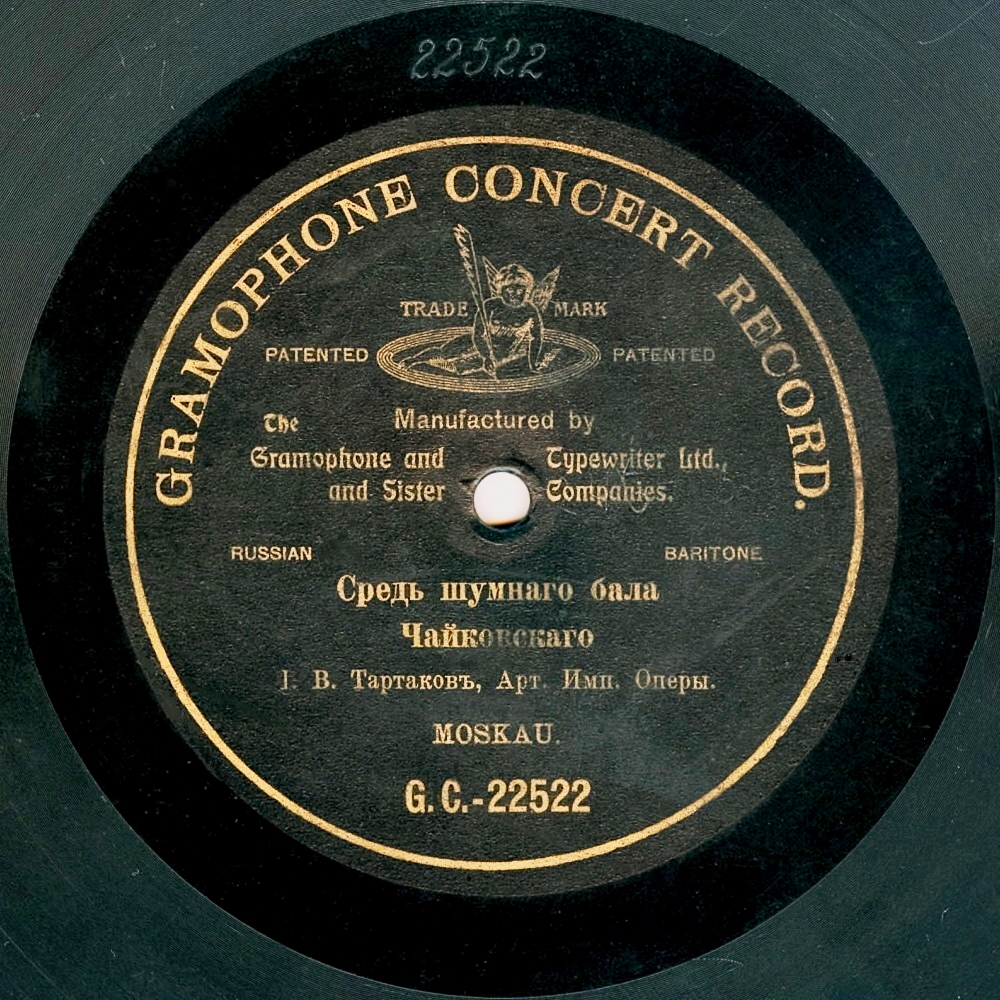 22522
GRAMOPHONE CONCERT RECORD.
TRADE MARK
PATENTED PATENTED
Manufactured by
The
Gramophone and Typewriter Ltd.,
and Sister Companies.
RUSSIAN BARITONE
Средь шумнаго бала
Чайковскаго
І. В. Тартаковъ, Арт. Имп. Оперы.
MOSKAU.
G. C.-22522